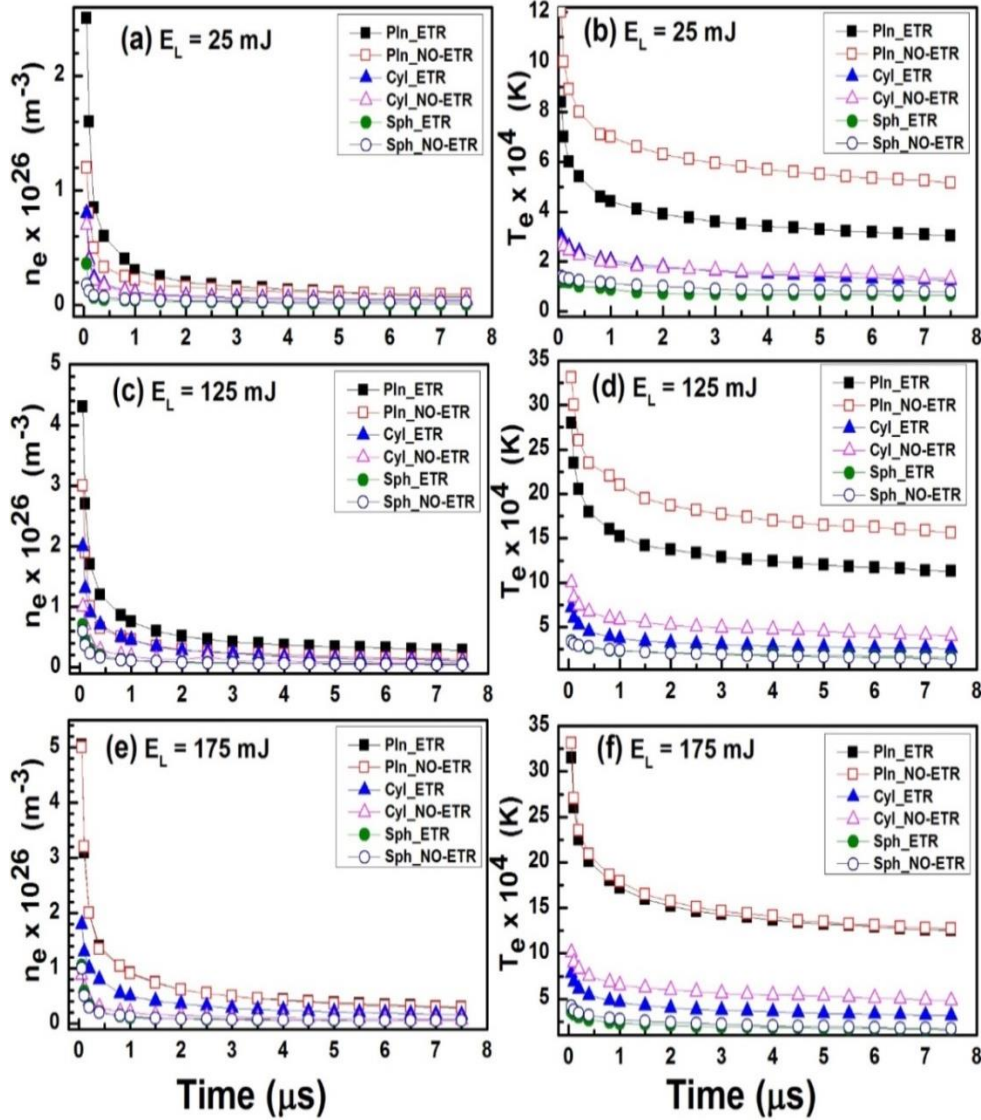 (a) E_L = 25 mJ
Pln_ETR
Pln_NO-ETR
Cyl_ETR
Cyl_NO-ETR
Sph_ETR
Sph_NO-ETR
n_e x 10^26 (m^-3)
2
0
0 1 2 3 4 5 6 7 8
(b) E_L = 25 mJ
Pln_ETR
Pln_NO-ETR
Cyl_ETR
Cyl_NO-ETR
Sph_ETR
Sph_NO-ETR
T_e x 10^4 (K)
12
10
8
6
4
2
0
0 1 2 3 4 5 6 7 8
(c) E_L = 125 mJ
Pln_ETR
Pln_NO-ETR
Cyl_ETR
Cyl_NO-ETR
Sph_ETR
Sph_NO-ETR
n_e x 10^26 (m^-3)
5
4
3
2
1
0
0 1 2 3 4 5 6 7 8
(d) E_L = 125 mJ
Pln_ETR
Pln_NO-ETR
Cyl_ETR
Cyl_NO-ETR
Sph_ETR
Sph_NO-ETR
T_e x 10^4 (K)
35
30
25
20
15
10
5
0 1 2 3 4 5 6 7 8
(e) E_L = 175 mJ
Pln_ETR
Pln_NO-ETR
Cyl_ETR
Cyl_NO-ETR
Sph_ETR
Sph_NO-ETR
n_e x 10^26 (m^-3)
5
4
3
2
1
0
0 1 2 3 4 5 6 7 8
Time (μs)
(f) E_L = 175 mJ
Pln_ETR
Pln_NO-ETR
Cyl_ETR
Cyl_NO-ETR
Sph_ETR
Sph_NO-ETR
T_e x 10^4 (K)
35
30
25
20
15
10
5
0 1 2 3 4 5 6 7 8
Time (μs)